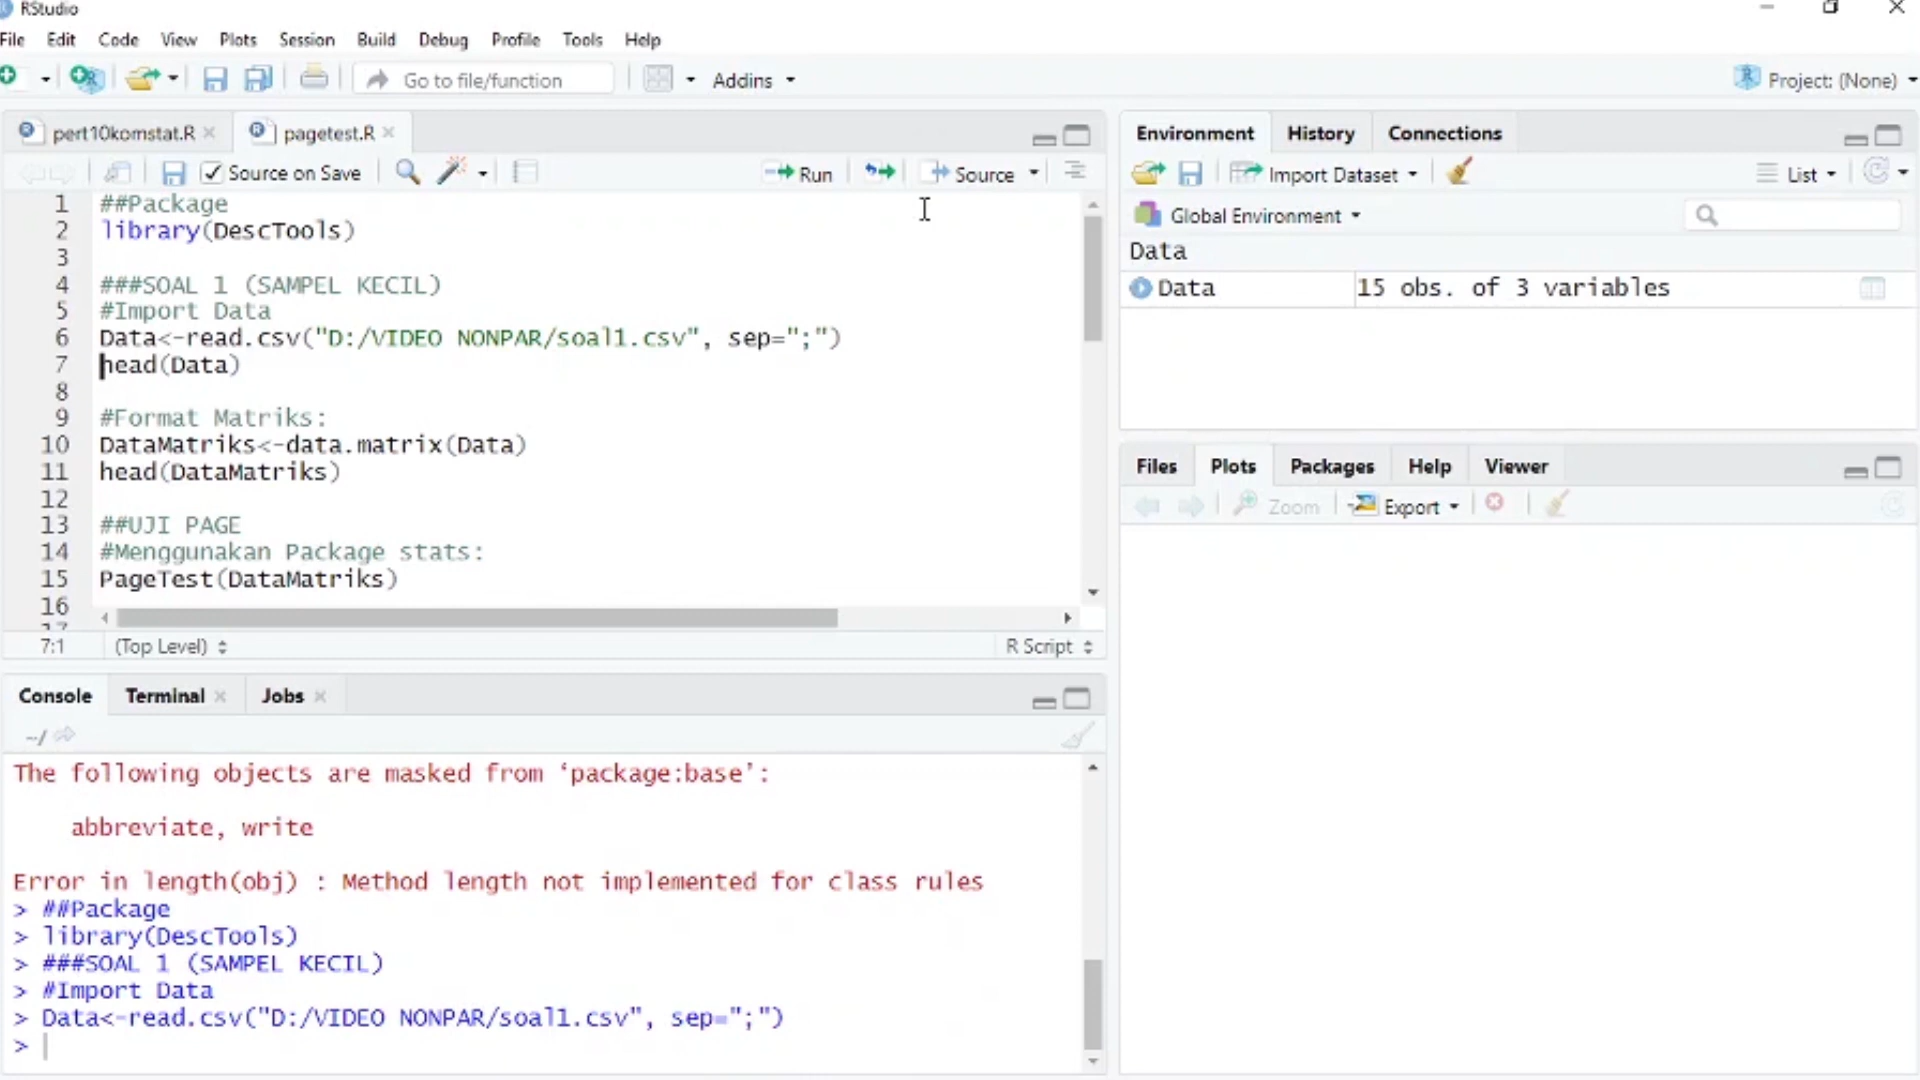 RStudio
File Edit Code View Plots Session Build Debug Profile Tools Help
Go to file/function Addins Project: (None)
pert10komstat.R pagetest.R
Source on Save Run Source
1 ##Package
2 library(DescTools)
3
4 ###SOAL 1 (SAMPEL KECIL)
5 #Import Data
6 Data<-read.csv("D:/VIDEO NONPAR/soal1.csv", sep=";")
7 head(Data)
8
9 #Format Matriks:
10 DataMatriks<-data.matrix(Data)
11 head(DataMatriks)
12
13 ##UJI PAGE
14 #Menggunakan Package stats:
15 PageTest(DataMatriks)
16
17
7:1 (Top Level) R Script
Console Terminal Jobs
~/
The following objects are masked from ‘package:base’:
abbreviate, write
Error in length(obj) : Method length not implemented for class rules
> ##Package
> library(DescTools)
> ###SOAL 1 (SAMPEL KECIL)
> #Import Data
> Data<-read.csv("D:/VIDEO NONPAR/soal1.csv", sep=";")
>
Environment History Connections
Import Dataset List
Global Environment
Data
Data 15 obs. of 3 variables
Files Plots Packages Help Viewer
Zoom Export